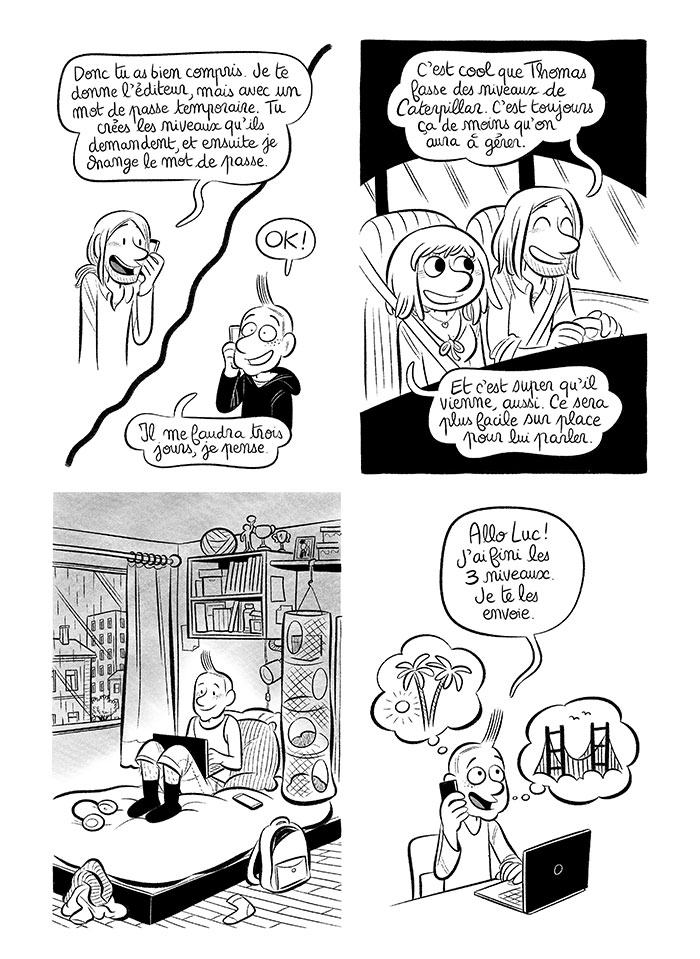 Donc tu as bien compris. Je te
donne l'éditeur, mais avec un
mot de passe temporaire. Tu
crées les niveaux qu'ils
demandent, et ensuite je
change le mot de passe.
OK!
Il me faudra trois
jours, je pense.
C'est cool que Thomas
fasse des niveaux de
Caterpillar. C'est toujours
ça de moins qu'on
aura à gérer.
Et c'est super qu'il
vienne, aussi. Ce sera
plus facile sur place
pour lui parler.
Allo Luc!
J'ai fini les
3 niveaux.
Je te les
envoie.